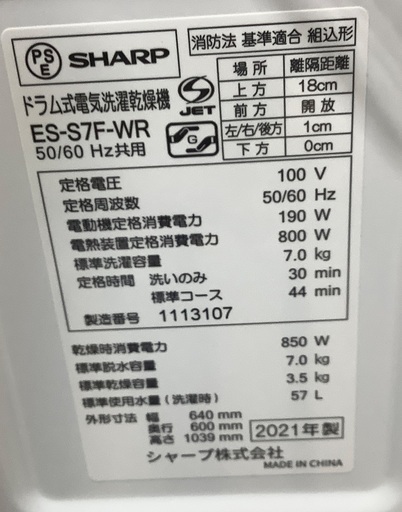 PS
E
SHARP
消防法 基準適合 組込形
場所 離隔距離
上方 18cm
前方 開放
左/右/後方 1cm
下方 0cm
ドラム式電気洗濯乾燥機
S
JET
ES-S7F-WR
50/60 Hz共用
G
定格電圧 100 V
定格周波数 50/60 Hz
電動機定格消費電力 190 W
電熱装置定格消費電力 800 W
標準洗濯容量 7.0 kg
定格時間 洗いのみ 30 min
標準コース 44 min
製造番号 1113107
乾燥時消費電力 850 W
標準脱水容量 7.0 kg
標準乾燥容量 3.5 kg
標準使用水量(洗濯時) 57 L
外形寸法 幅 640 mm
奥行 600 mm
高さ 1039 mm
2021年製
シャープ株式会社
MADE IN CHINA